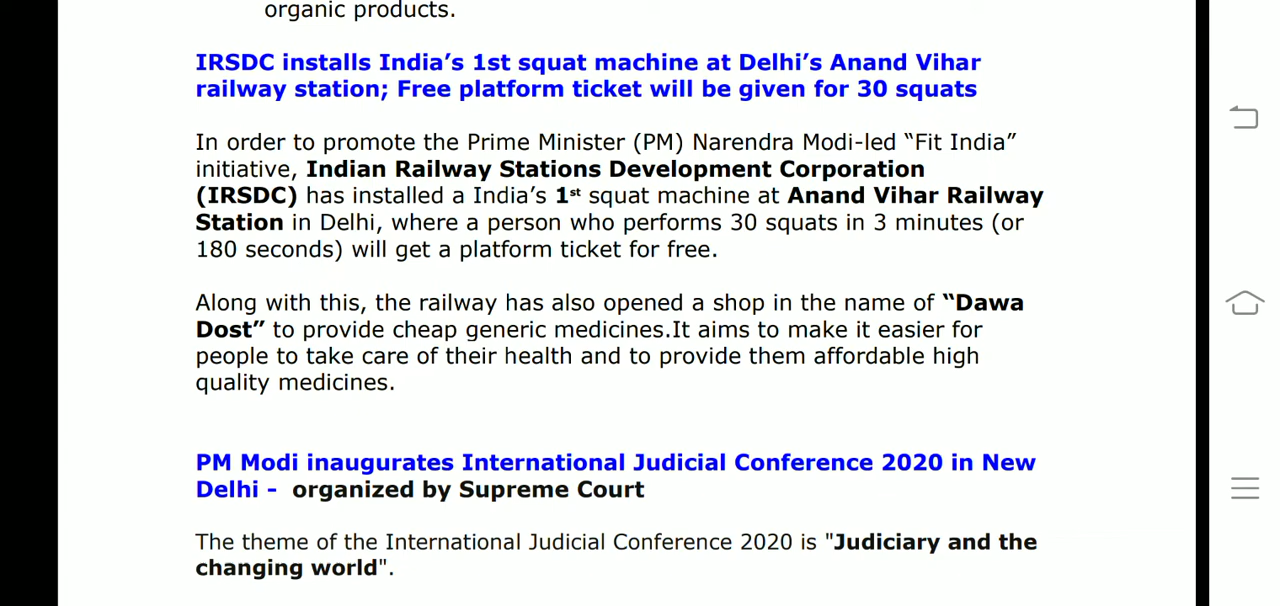 organic products.
IRSDC installs India's 1st squat machine at Delhi's Anand Vihar
railway station; Free platform ticket will be given for 30 squats
In order to promote the Prime Minister (PM) Narendra Modi-led “Fit India”
initiative, Indian Railway Stations Development Corporation
(IRSDC) has installed a India’s 1st squat machine at Anand Vihar Railway
Station in Delhi, where a person who performs 30 squats in 3 minutes (or
180 seconds) will get a platform ticket for free.
Along with this, the railway has also opened a shop in the name of “Dawa
Dost” to provide cheap generic medicines.It aims to make it easier for
people to take care of their health and to provide them affordable high
quality medicines.
PM Modi inaugurates International Judicial Conference 2020 in New
Delhi - organized by Supreme Court
The theme of the International Judicial Conference 2020 is "Judiciary and the
changing world".